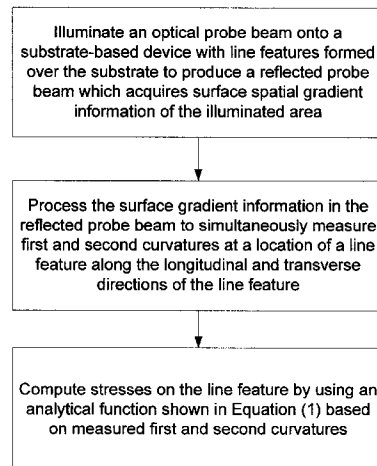 Illuminate an optical probe beam onto a
substrate-based device with line features formed
over the substrate to produce a reflected probe
beam which acquires surface spatial gradient
information of the illuminated area
Process the surface gradient information in the
reflected probe beam to simultaneously measure
first and second curvatures at a location of a line
feature along the longitudinal and transverse
directions of the line feature
Compute stresses on the line feature by using an
analytical function shown in Equation (1) based
on measured first and second curvatures